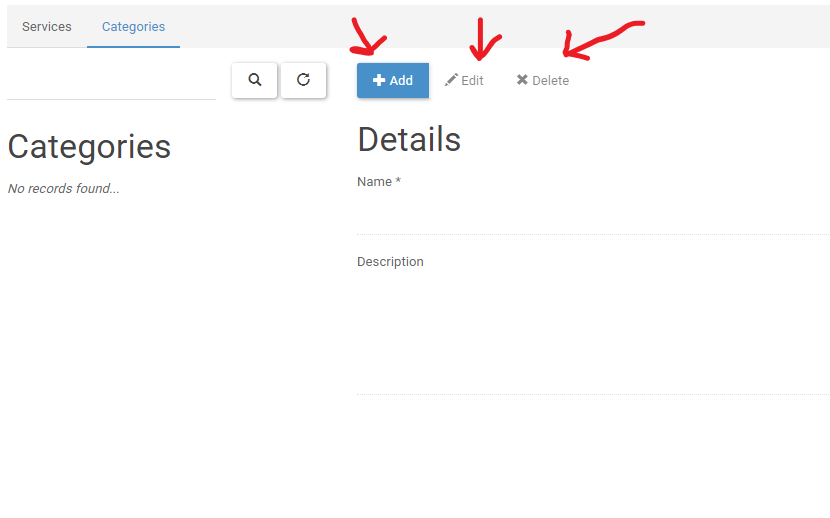 Services Categories
Add Edit Delete
Categories
No records found...
Details
Name *
Description